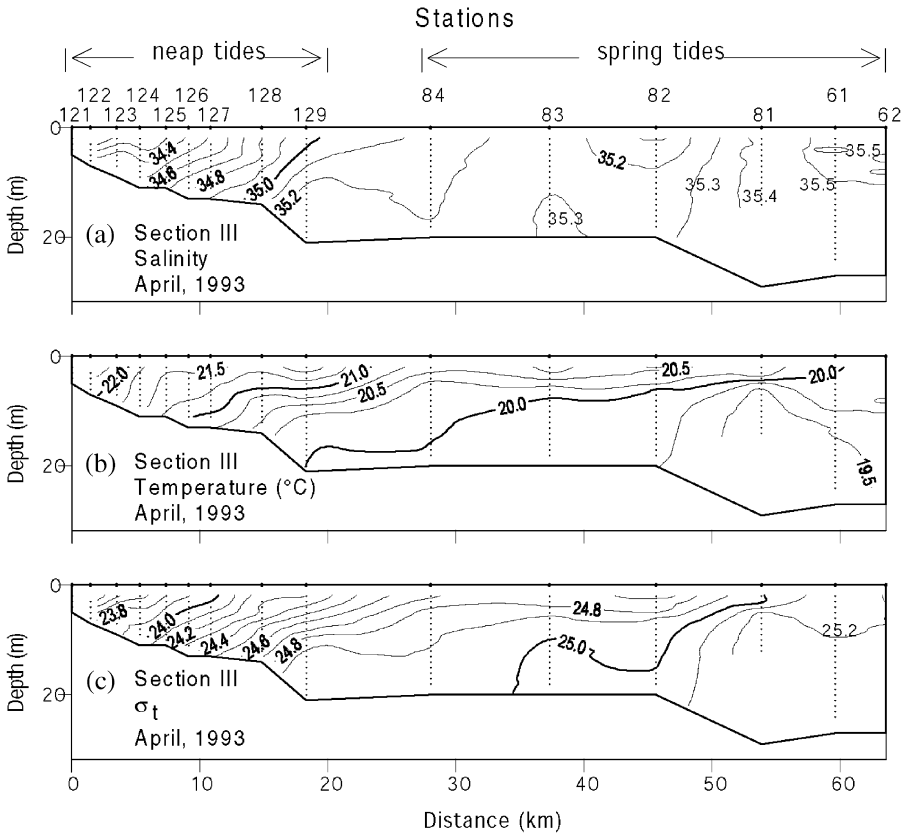 Stations
neap tides
spring tides
122 124 126 128 84 83 82 61
121 123 125 127 129 81 62
0
34.4
34.8
34.8
35.0
35.2
35.2
35.3
35.3
35.4
35.5
35.5
20
Depth (m)
(a) Section III
Salinity
April, 1993
0
22.0
21.5
21.0
20.5
20.0
20.5
20.0
19.5
20
Depth (m)
(b) Section III
Temperature (°C)
April, 1993
0
23.8
24.0
24.2
24.4
24.6
24.8
24.8
25.0
25.2
20
Depth (m)
(c) Section III
σt
April, 1993
0 10 20 30 40 50 60
Distance (km)